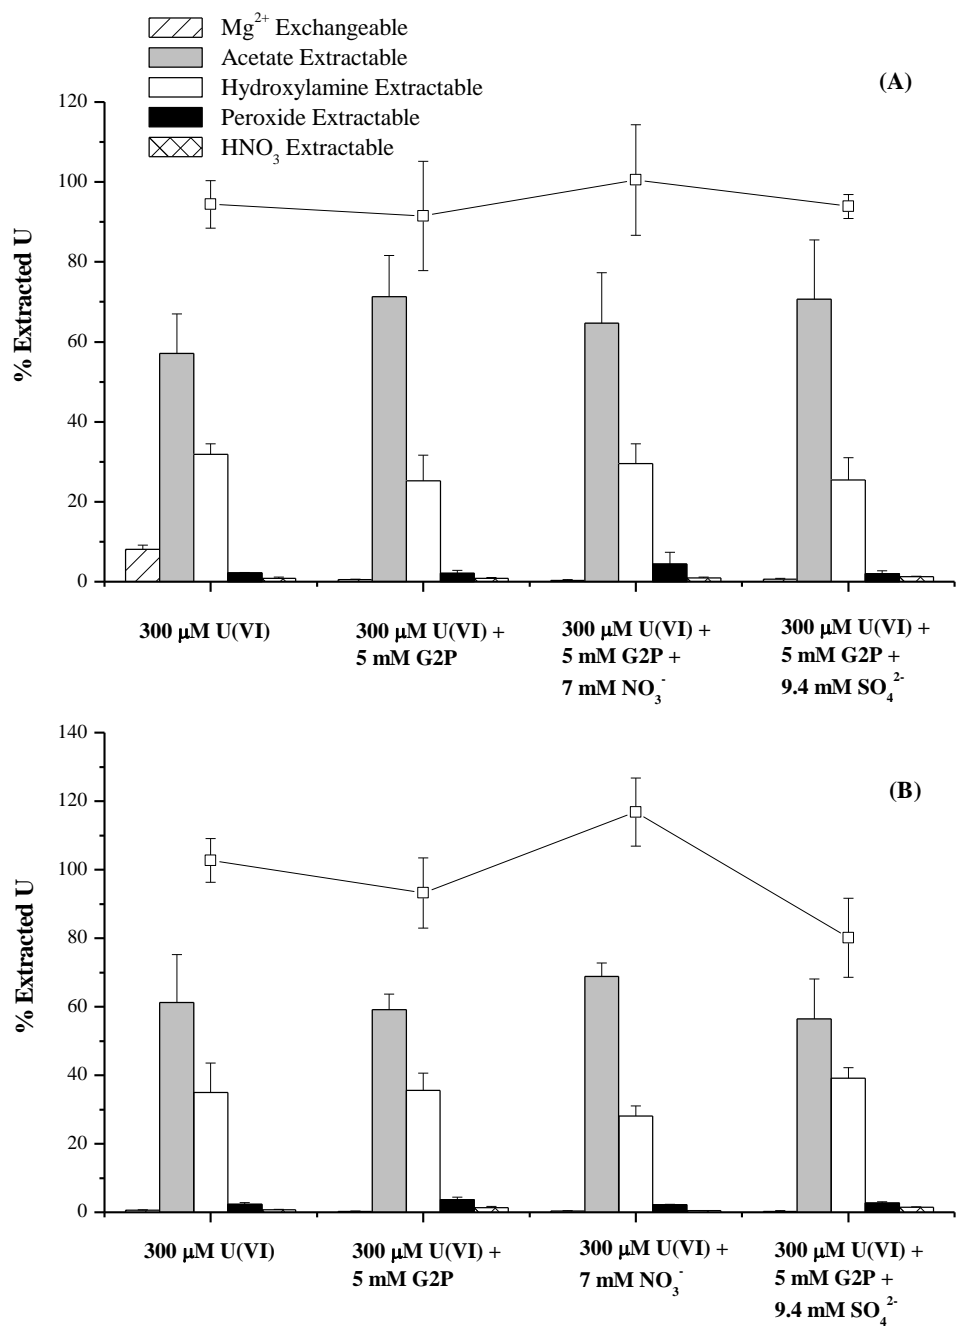 Mg²⁺ Exchangeable
Acetate Extractable
Hydroxylamine Extractable
Peroxide Extractable
HNO₃ Extractable
(A)
% Extracted U
120
100
80
60
40
20
0
300 μM U(VI)
300 μM U(VI) +
5 mM G2P
300 μM U(VI) +
5 mM G2P +
7 mM NO₃⁻
300 μM U(VI) +
5 mM G2P +
9.4 mM SO₄²⁻
(B)
% Extracted U
140
120
100
80
60
40
20
0
300 μM U(VI)
300 μM U(VI) +
5 mM G2P
300 μM U(VI) +
7 mM NO₃⁻
300 μM U(VI) +
5 mM G2P +
9.4 mM SO₄²⁻